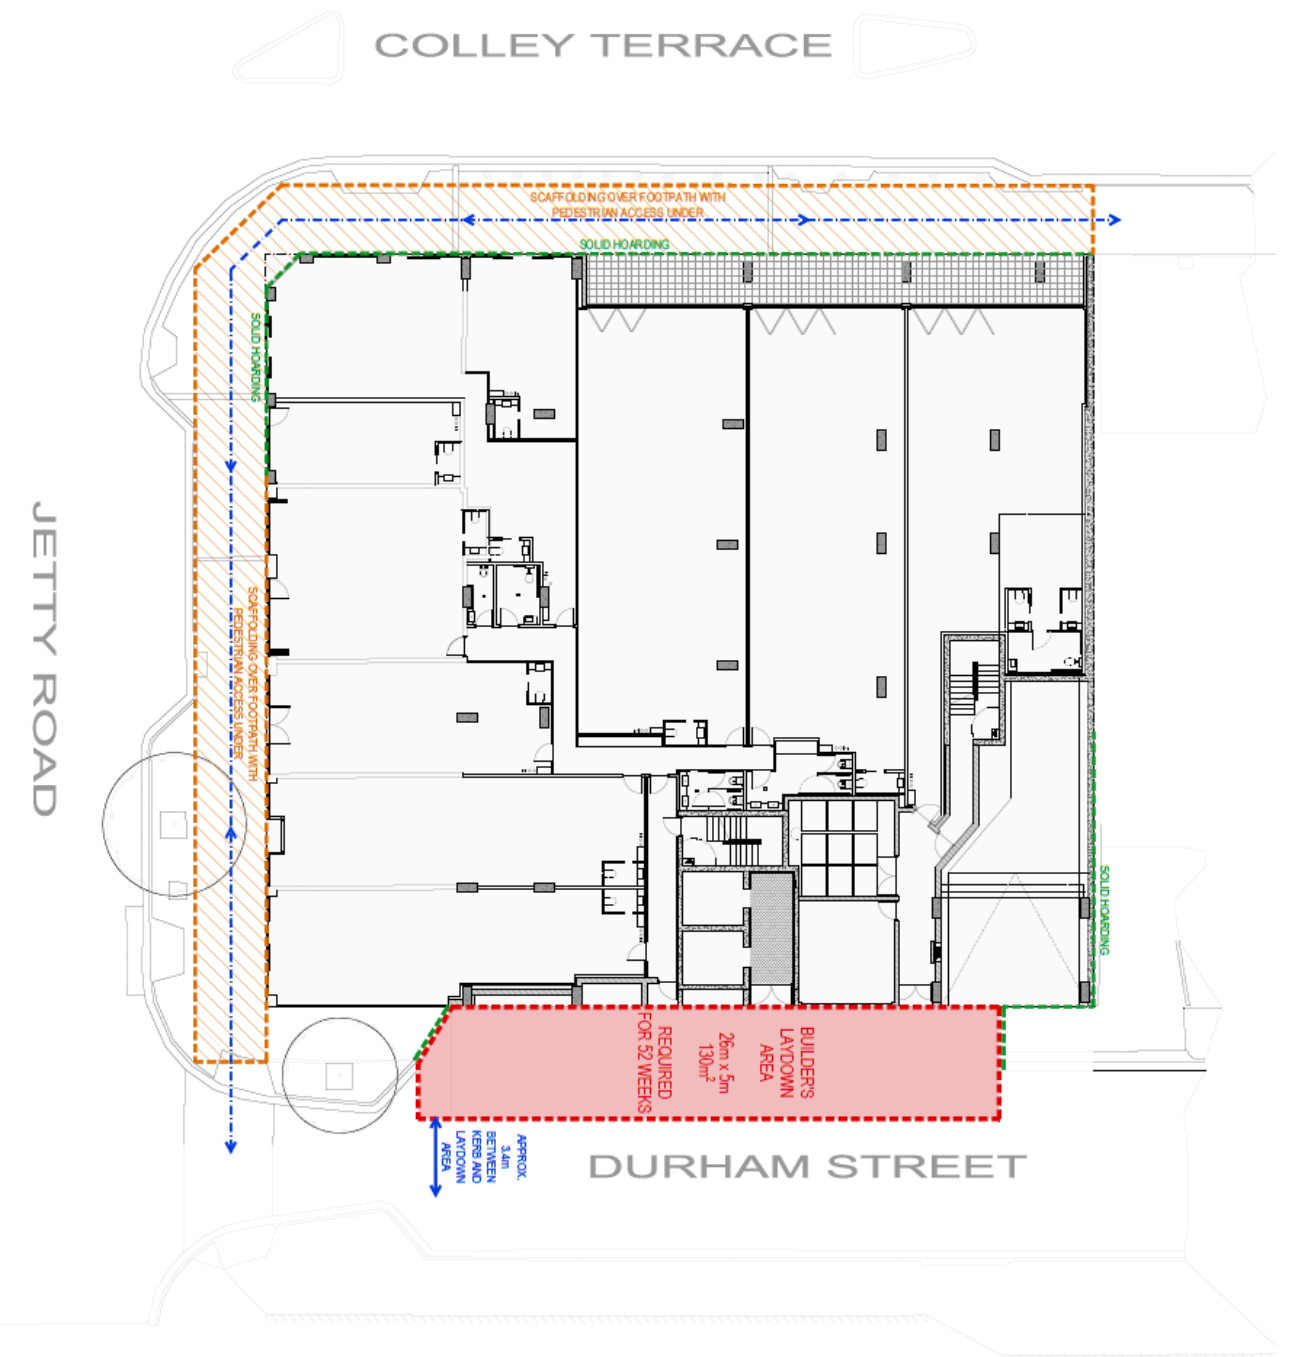 COLLEY TERRACE
SCAFFOLDING OVER FOOTPATH WITH
PEDESTRIAN ACCESS UNDER
SOLID HOARDING
SOLID HOARDING
JETTY ROAD
SCAFFOLDING OVER FOOTPATH WITH
PEDESTRIAN ACCESS UNDER
SOLID HOARDING
BUILDER'S
LAYDOWN
AREA
26m x 5m
130m²
REQUIRED
FOR 52 WEEKS
APPROX.
3.4m
BETWEEN
KERB AND
LAYDOWN
AREA
DURHAM STREET